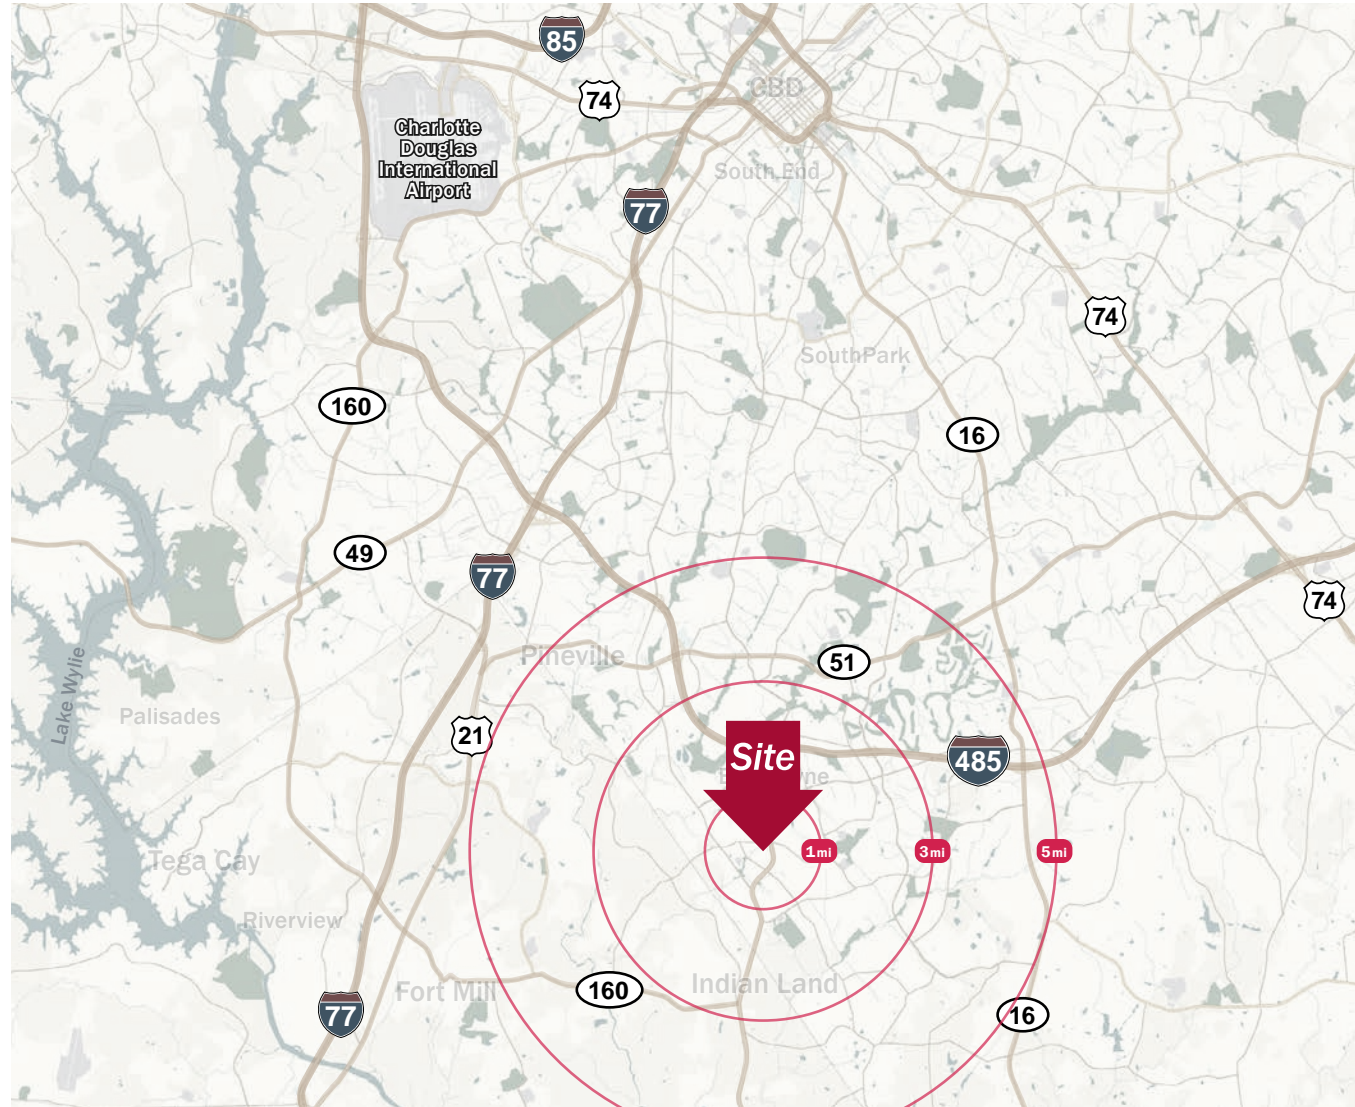 85
74
CBD
Charlotte
Douglas
International
Airport
South End
77
74
SouthPark
160
16
49
77
74
Pineville
51
Lake Wylie
Palisades
21
Site
485
1mi
3mi
5mi
Tega Cay
Riverview
Indian Land
Fort Mill
160
77
16